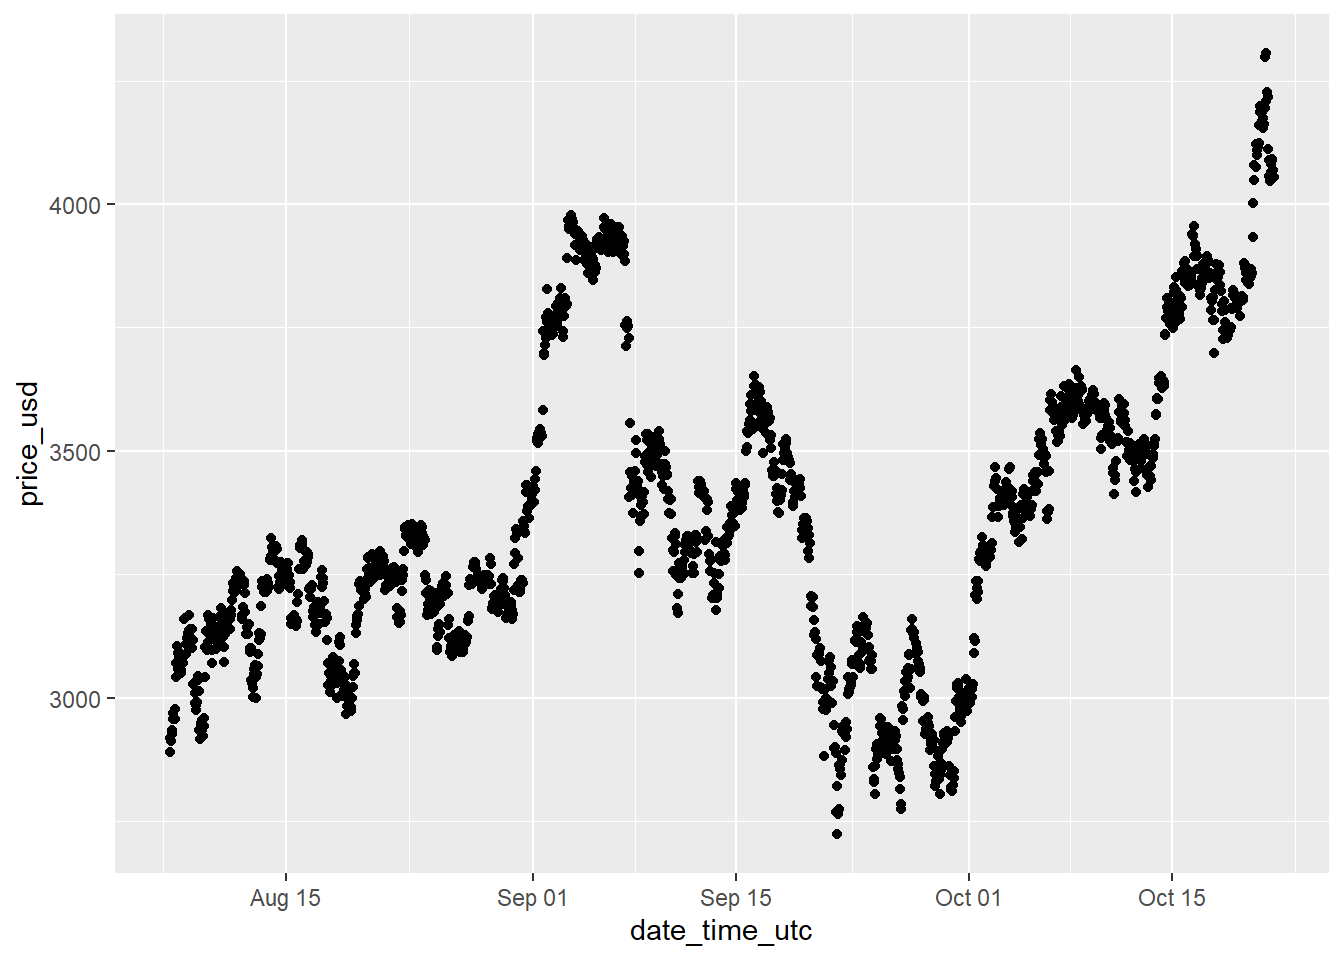 price_usd
4000
3500
3000
Aug 15
Sep 01
Sep 15
Oct 01
Oct 15
date_time_utc